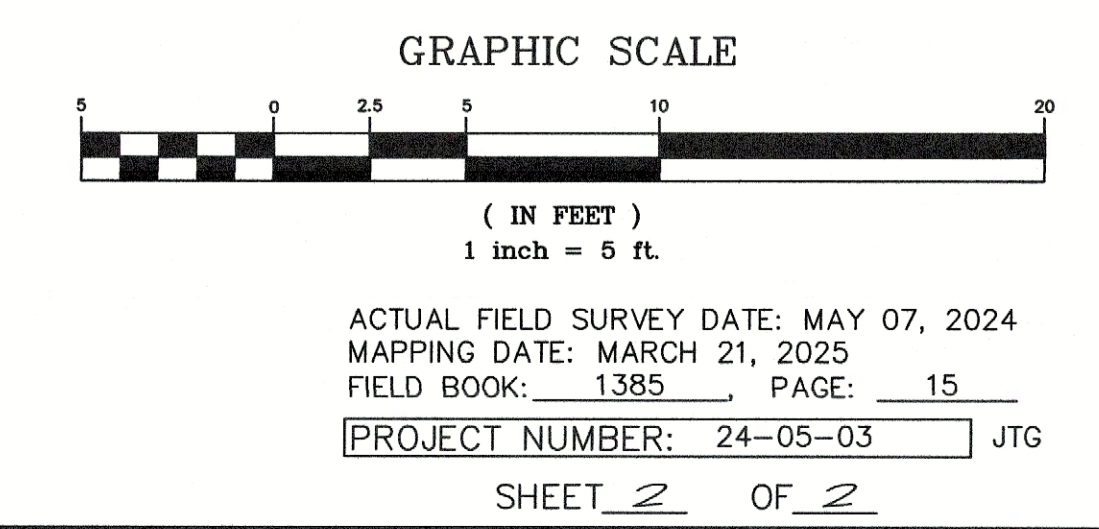 GRAPHIC SCALE
5 0 2.5 5 10 20
( IN FEET )
1 inch = 5 ft.
ACTUAL FIELD SURVEY DATE: MAY 07, 2024
MAPPING DATE: MARCH 21, 2025
FIELD BOOK: 1385, PAGE: 15
PROJECT NUMBER: 24-05-03 JTG
SHEET 2 OF 2